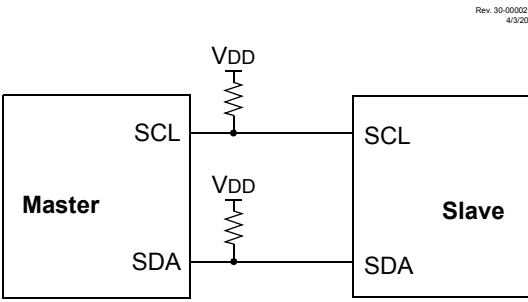 Rev. 30-00002
4/3/20
VDD
SCL
SCL
Master
VDD
Slave
SDA
SDA